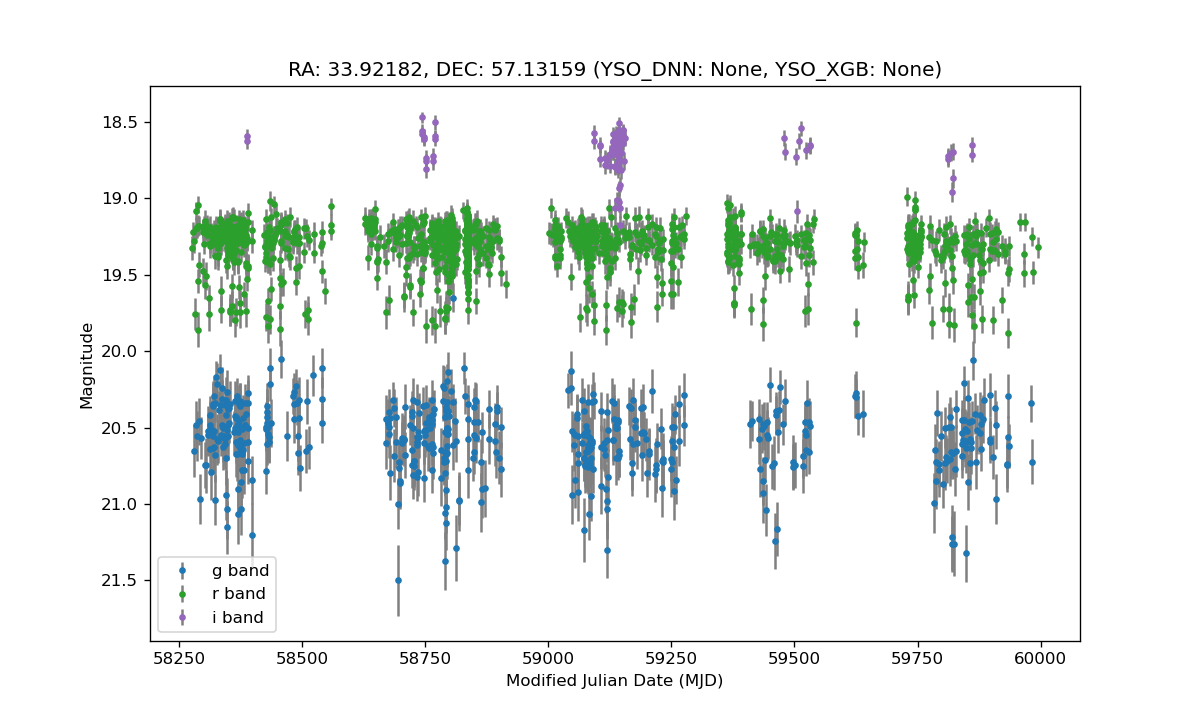 RA: 33.92182, DEC: 57.13159 (YSO_DNN: None, YSO_XGB: None)
18.5
19.0
19.5
20.0
20.5
21.0
21.5
Magnitude
g band
r band
i band
58250 58500 58750 59000 59250 59500 59750 60000
Modified Julian Date (MJD)